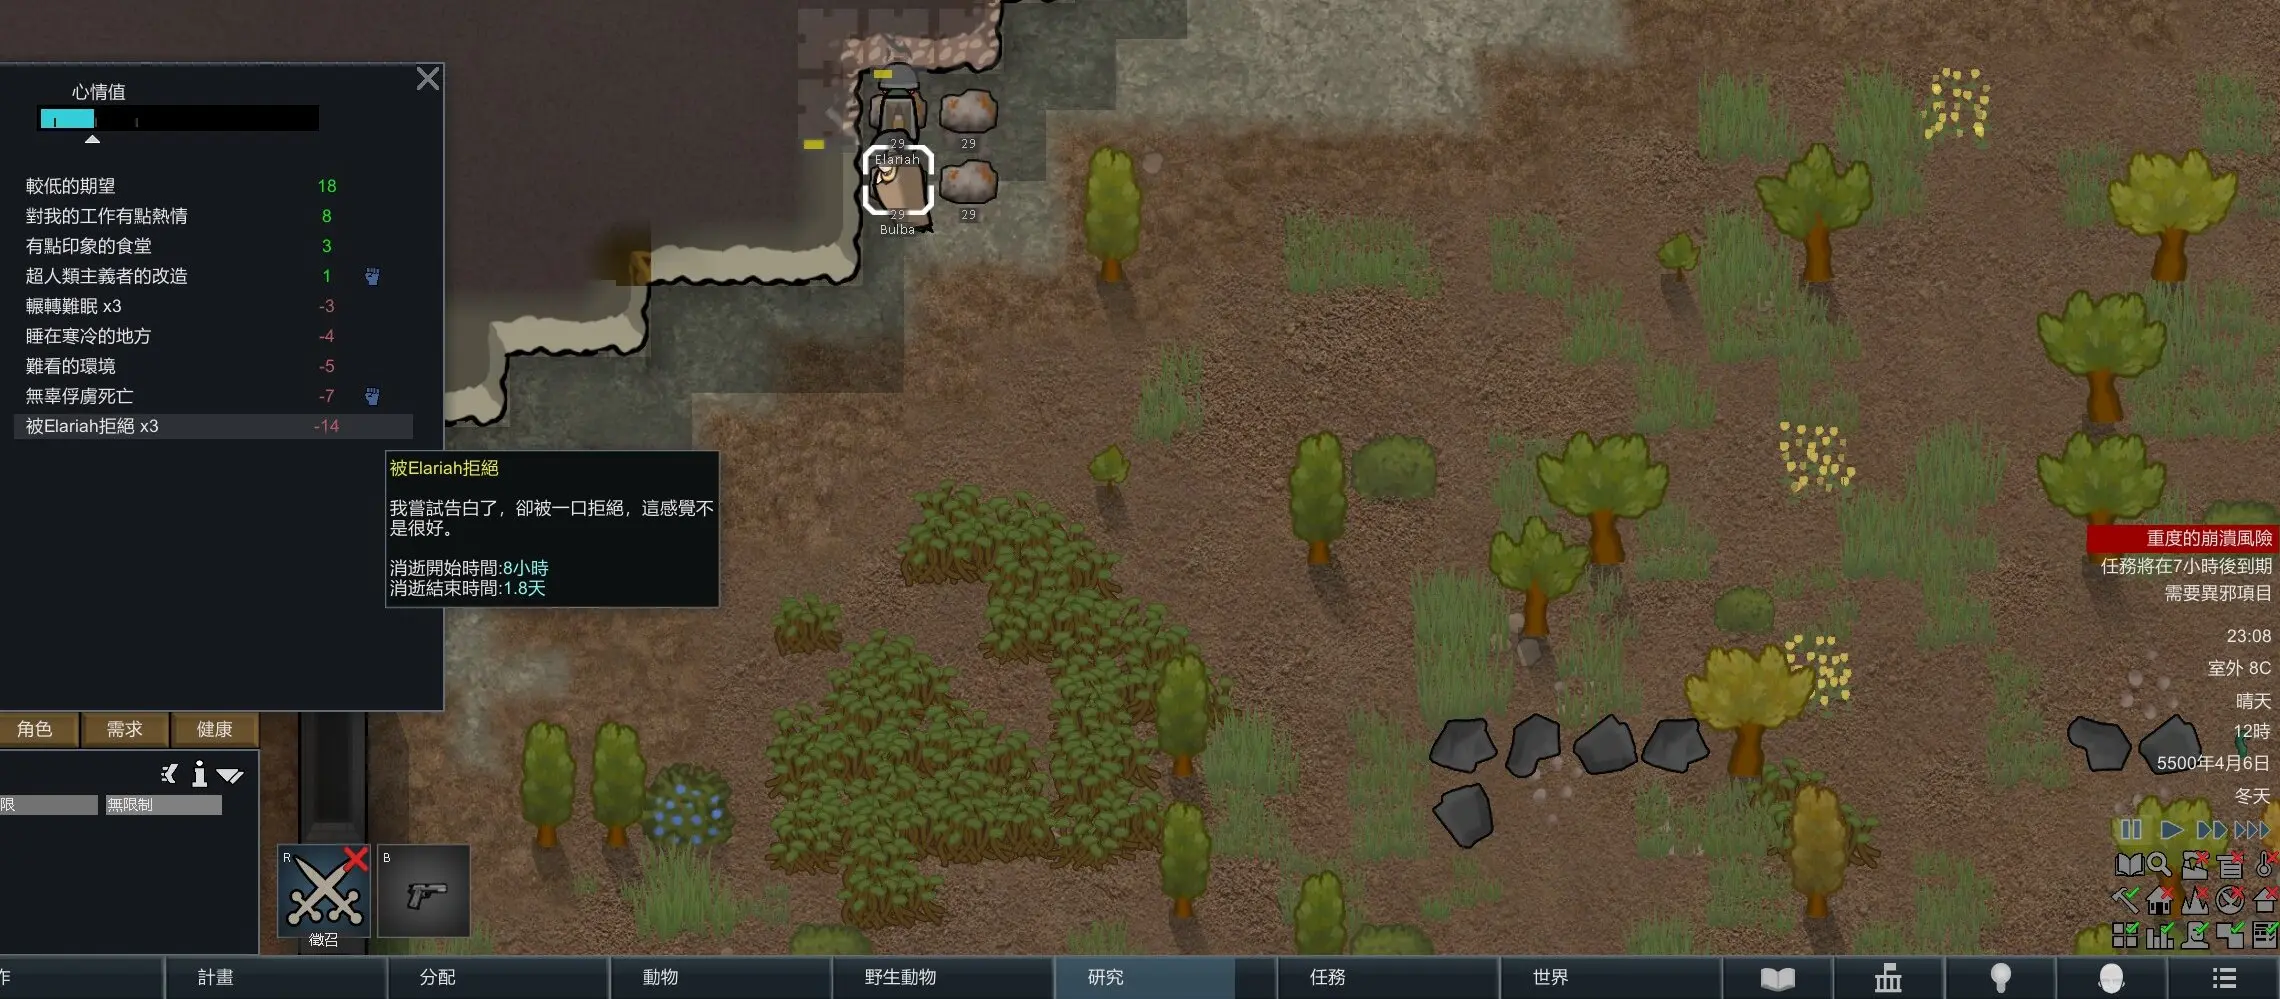 心情值
較低的期望 18
對我的工作有點熱情 8
有點印象的食堂 3
超人類主義者的改造 1
輾轉難眠 x3 -3
睡在寒冷的地方 -4
難看的環境 -5
無辜俘虜死亡 -7
被Elariah拒絕 x3 -14
被Elariah拒絕
我嘗試告白了，卻被一口拒絕，這感覺不
是很好。
消逝開始時間:8小時
消逝結束時間:1.8天
29
29
Elariah
29
29
Bulba
重度的崩潰風險
任務將在7小時後到期
需要異邪項目
23:08
室外 8C
晴天
12時
5500年4月6日
冬天
角色 需求 健康
限 無限制
R
徵召
B
作 計畫 分配 動物 野生動物 研究 任務 世界